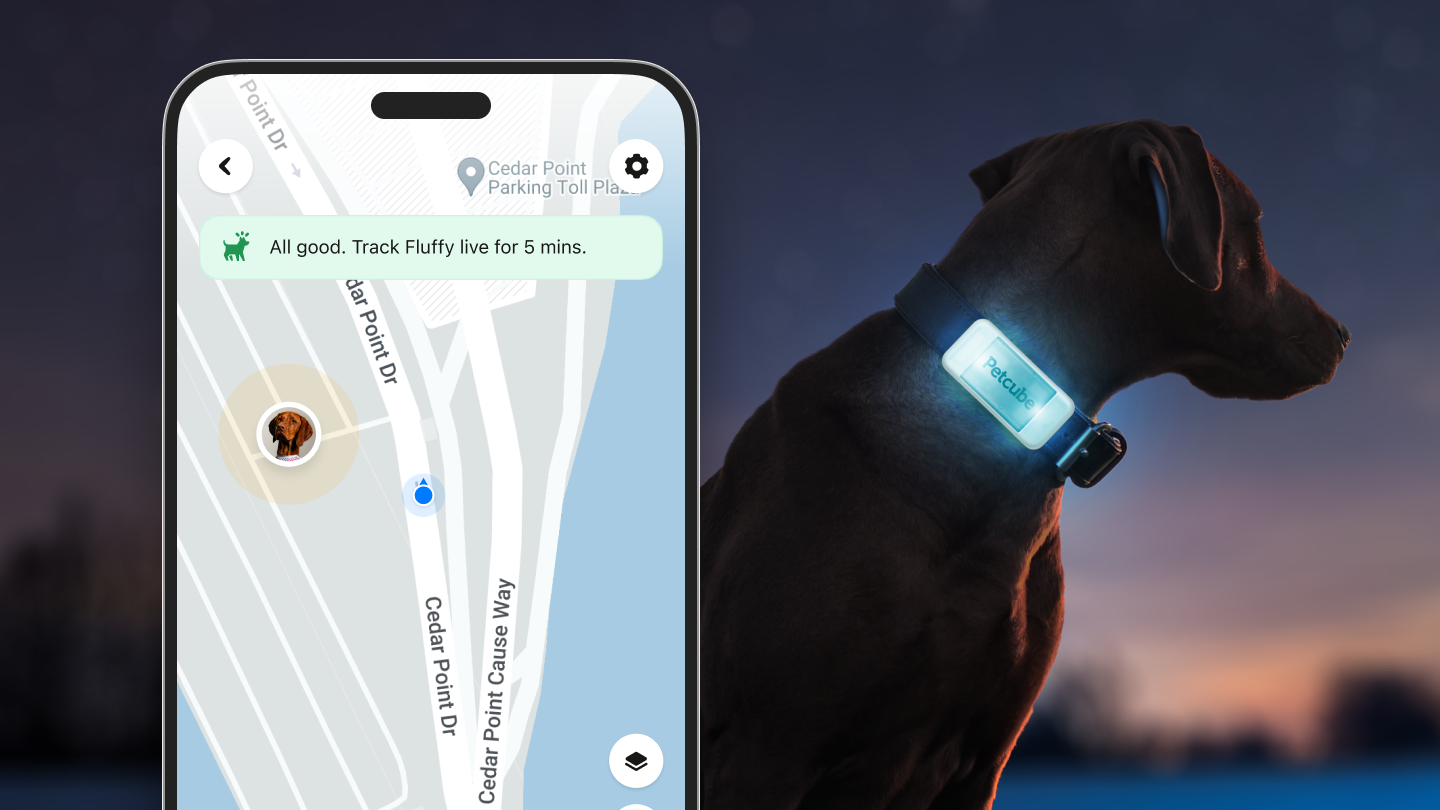 Point Dr
Cedar Point
Parking Toll Plaza
All good. Track Fluffy live for 5 mins.
dar Point Dr
Petcube
Cedar Point Dr
Cedar Point Cause Way